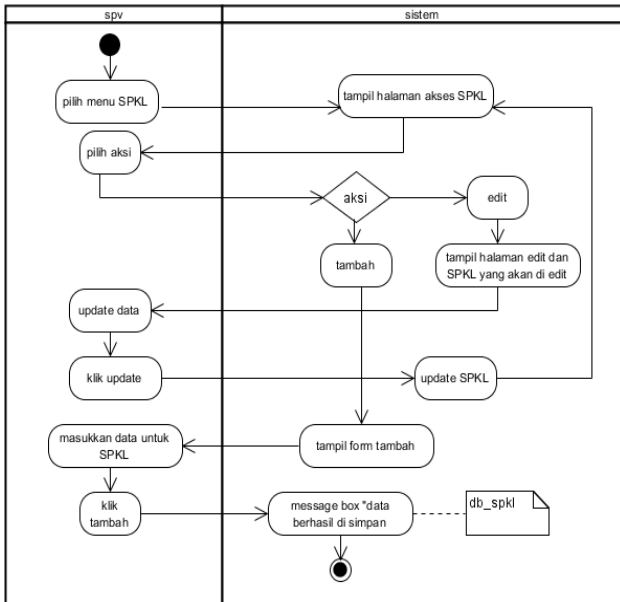 spv
sistem
pilih menu SPKL
tampil halaman akses SPKL
pilih aksi
aksi
edit
tambah
tampil halaman edit dan
SPKL yang akan di edit
update data
klik update
update SPKL
masukkan data untuk
SPKL
tampil form tambah
klik
tambah
message box "data
berhasil di simpan
db_spkl